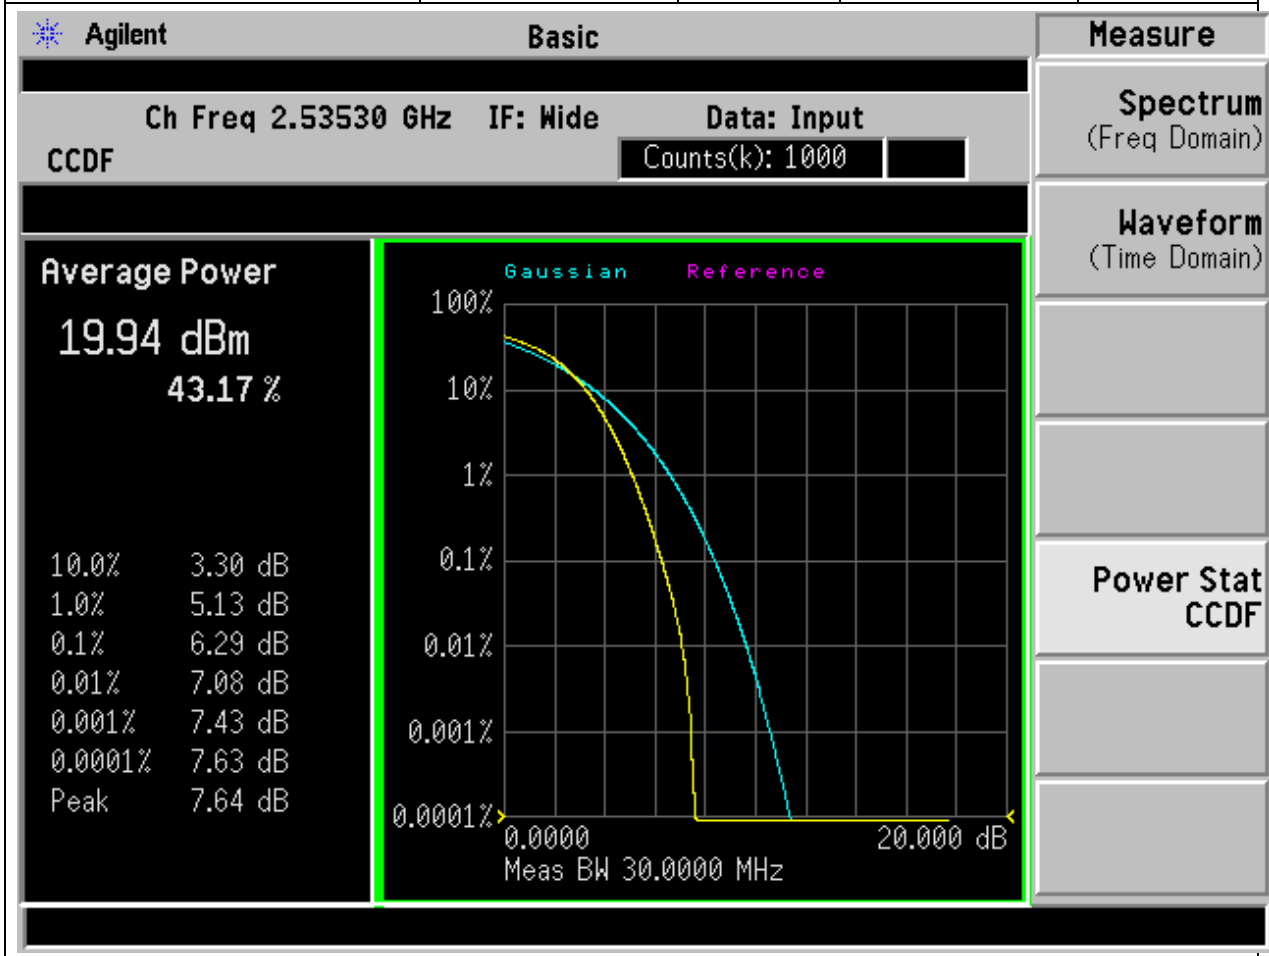 Agilent
Basic
Measure
Ch Freq 2.53530 GHz IF: Wide Data: Input
CCDF
Counts(k): 1000
Spectrum
(Freq Domain)
Waveform
(Time Domain)
Power Stat
CCDF
Average Power
19.94 dBm
43.17 %
10.0% 3.30 dB
1.0% 5.13 dB
0.1% 6.29 dB
0.01% 7.08 dB
0.001% 7.43 dB
0.0001% 7.63 dB
Peak 7.64 dB
Gaussian Reference
100%
10%
1%
0.1%
0.01%
0.001%
0.0001%
0.0000 20.000 dB
Meas BW 30.0000 MHz